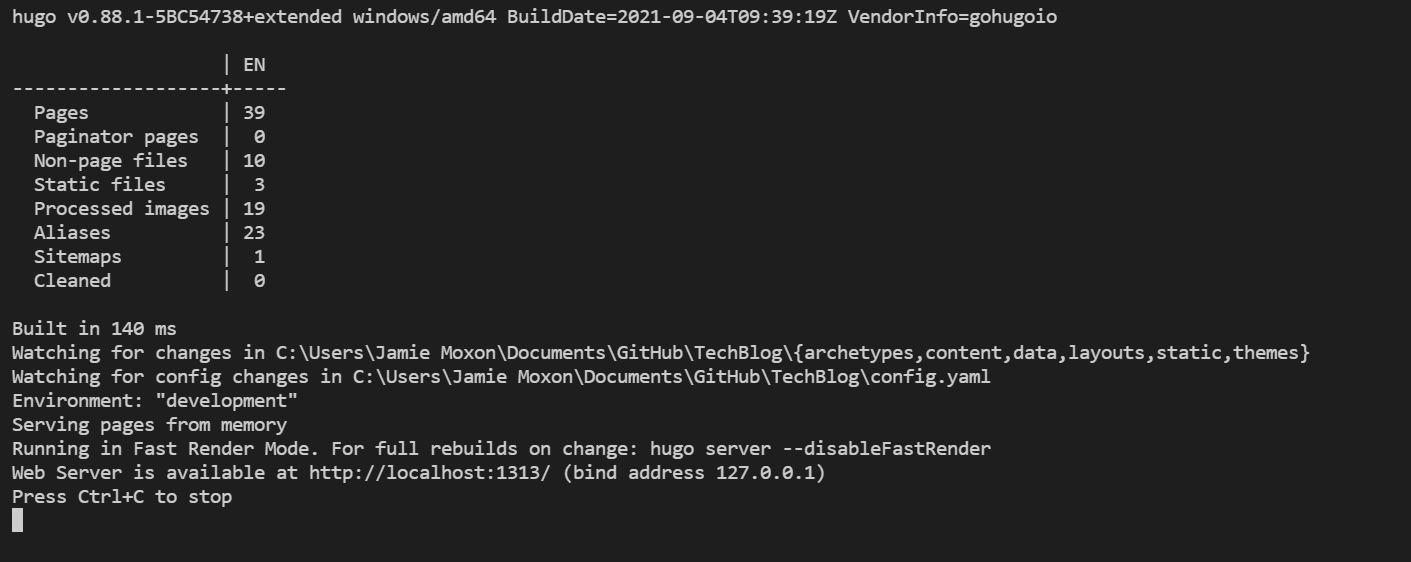 hugo v0.88.1-5BC54738+extended windows/amd64 BuildDate=2021-09-04T09:39:19Z VendorInfo=gohugoio
                   | EN
-------------------+-----
  Pages            | 39
  Paginator pages  |  0
  Non-page files   | 10
  Static files     |  3
  Processed images | 19
  Aliases          | 23
  Sitemaps         |  1
  Cleaned          |  0
Built in 140 ms
Watching for changes in C:\Users\Jamie Moxon\Documents\GitHub\TechBlog\{archetypes,content,data,layouts,static,themes}
Watching for config changes in C:\Users\Jamie Moxon\Documents\GitHub\TechBlog\config.yaml
Environment: "development"
Serving pages from memory
Running in Fast Render Mode. For full rebuilds on change: hugo server --disableFastRender
Web Server is available at http://localhost:1313/ (bind address 127.0.0.1)
Press Ctrl+C to stop